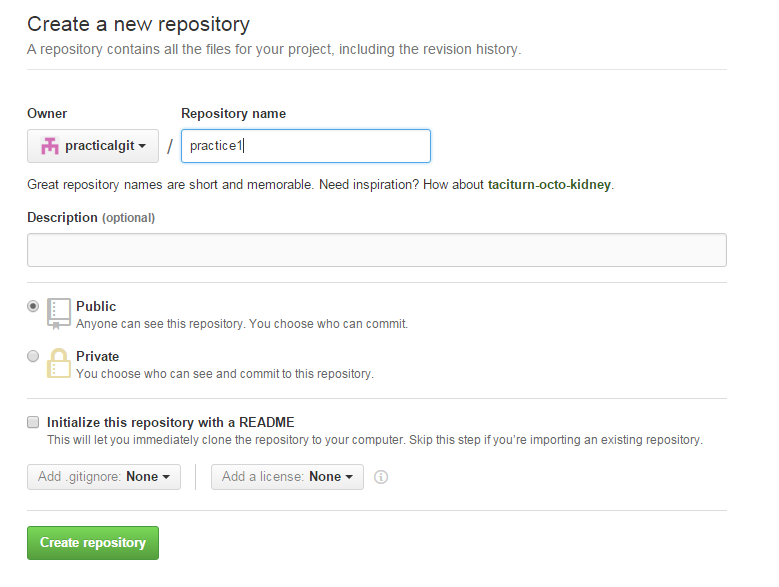 Create a new repository
A repository contains all the files for your project, including the revision history.
Owner
Repository name
practicalgit / practice1
Great repository names are short and memorable. Need inspiration? How about taciturn-octo-kidney.
Description (optional)
Public
Anyone can see this repository. You choose who can commit.
Private
You choose who can see and commit to this repository.
Initialize this repository with a README
This will let you immediately clone the repository to your computer. Skip this step if you're importing an existing repository.
Add .gitignore: None
Add a license: None
Create repository